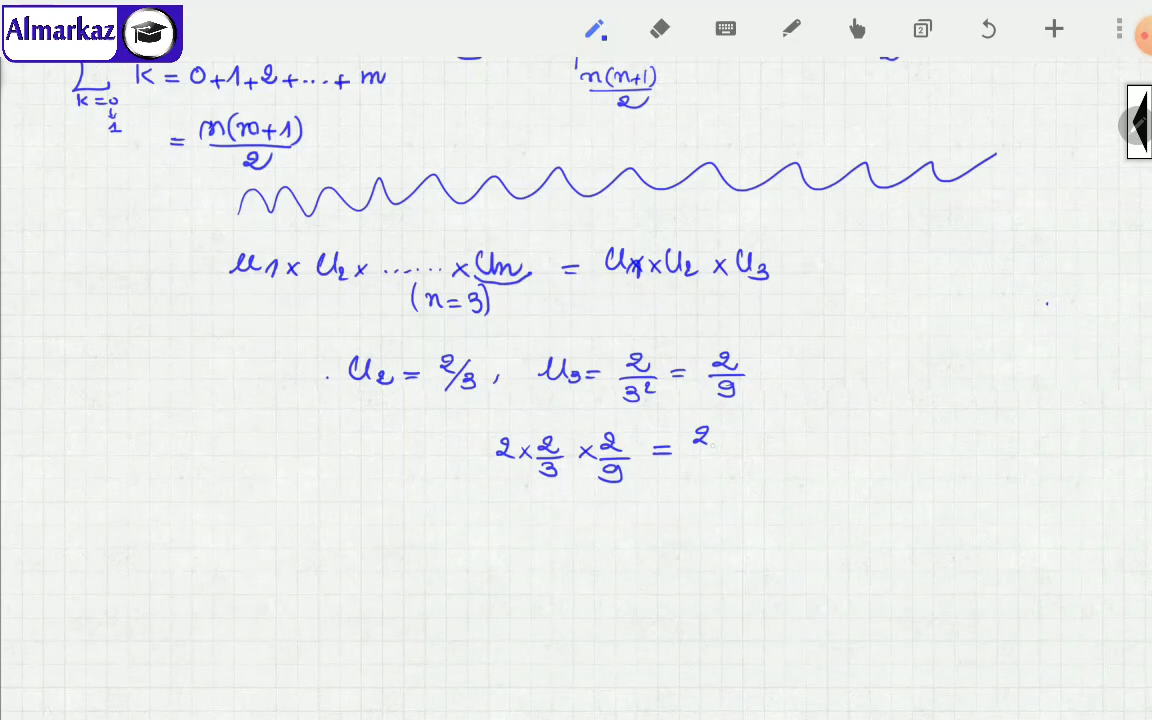 Almarkaz
∑ k = 0+1+2+...+ n
k=0
↓
1
n(n+1)/2
= n(n+1)/2
u1 × u2 × ...... × un = u1 × u2 × u3
(n = 3)
. u2 = 2/3 , u3 = 2/3² = 2/9
2 × 2/3 × 2/9 = 2